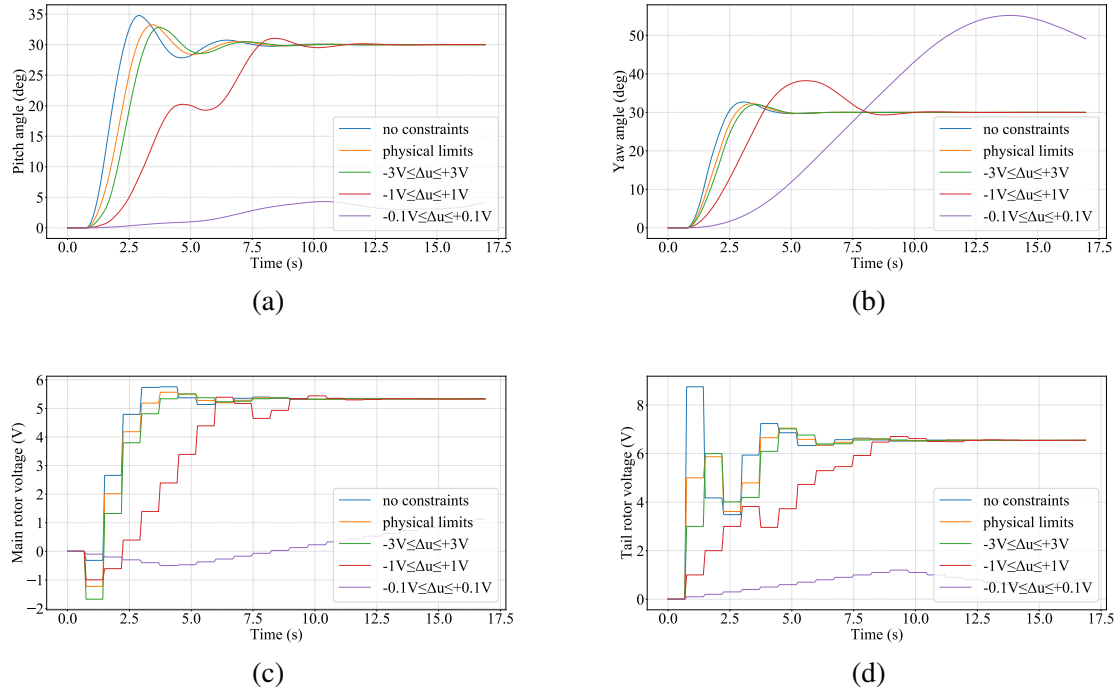 35
30
25
20
15
10
5
0
Pitch angle (deg)
no constraints
physical limits
-3V≤Δu≤+3V
-1V≤Δu≤+1V
-0.1V≤Δu≤+0.1V
0.0 2.5 5.0 7.5 10.0 12.5 15.0 17.5
Time (s)
(a)
50
40
30
20
10
0
Yaw angle (deg)
no constraints
physical limits
-3V≤Δu≤+3V
-1V≤Δu≤+1V
-0.1V≤Δu≤+0.1V
0.0 2.5 5.0 7.5 10.0 12.5 15.0 17.5
Time (s)
(b)
6
5
4
3
2
1
0
−1
−2
Main rotor voltage (V)
no constraints
physical limits
-3V≤Δu≤+3V
-1V≤Δu≤+1V
-0.1V≤Δu≤+0.1V
0.0 2.5 5.0 7.5 10.0 12.5 15.0 17.5
Time (s)
(c)
8
6
4
2
0
Tail rotor voltage (V)
no constraints
physical limits
-3V≤Δu≤+3V
-1V≤Δu≤+1V
-0.1V≤Δu≤+0.1V
0.0 2.5 5.0 7.5 10.0 12.5 15.0 17.5
Time (s)
(d)